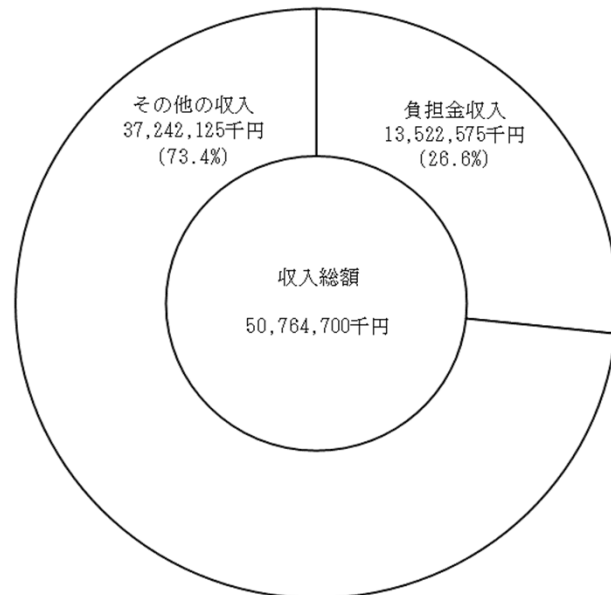 その他の収入
37,242,125千円
(73.4%)
負担金収入
13,522,575千円
(26.6%)
収入総額
50,764,700千円